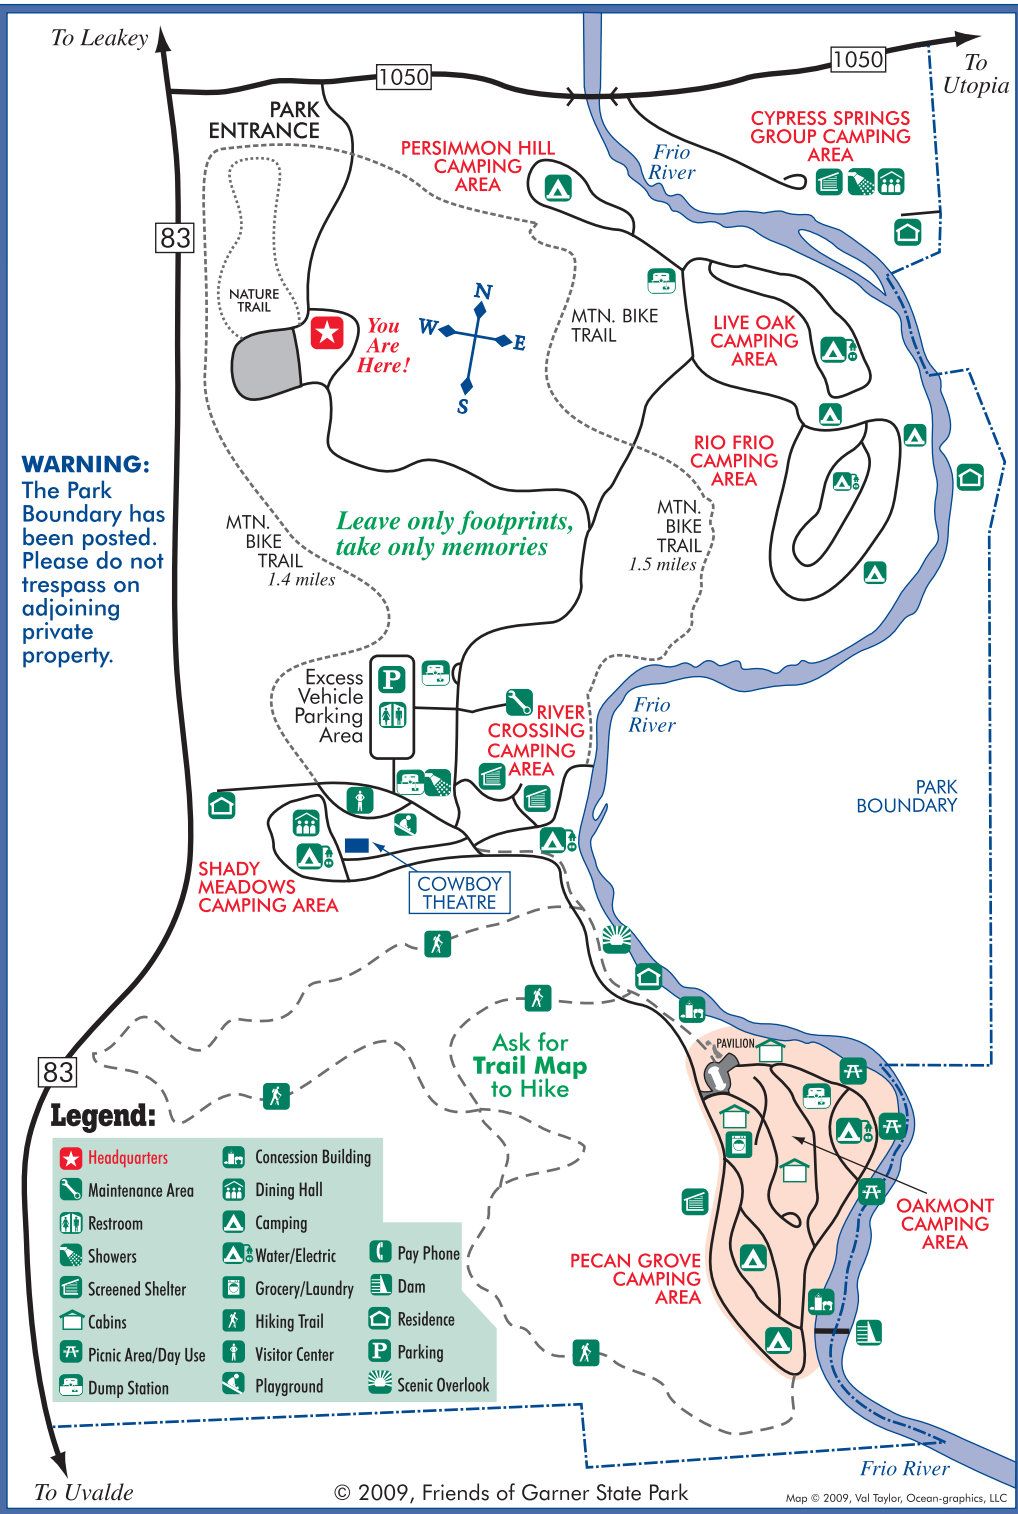 To Leakey
1050
1050
To
Utopia
PARK
ENTRANCE
PERSIMMON HILL
CAMPING
AREA
Frio
River
CYPRESS SPRINGS
GROUP CAMPING
AREA
83
NATURE
TRAIL
You
Are
Here!
N
W
E
S
MTN. BIKE
TRAIL
LIVE OAK
CAMPING
AREA
RIO FRIO
CAMPING
AREA
WARNING:
The Park
Boundary has
been posted.
Please do not
trespass on
adjoining
private
property.
MTN.
BIKE
TRAIL
1.4 miles
Leave only footprints,
take only memories
MTN.
BIKE
TRAIL
1.5 miles
Excess
Vehicle
Parking
Area
P
RIVER
CROSSING
CAMPING
AREA
Frio
River
PARK
BOUNDARY
SHADY
MEADOWS
CAMPING AREA
COWBOY
THEATRE
Ask for
Trail Map
to Hike
PAVILION
83
OAKMONT
CAMPING
AREA
PECAN GROVE
CAMPING
AREA
Legend:
Headquarters
Maintenance Area
Restroom
Showers
Screened Shelter
Cabins
Picnic Area/Day Use
Dump Station
Concession Building
Dining Hall
Camping
Water/Electric
Grocery/Laundry
Hiking Trail
Visitor Center
Playground
Pay Phone
Dam
Residence
P
Parking
Scenic Overlook
Frio River
To Uvalde
© 2009, Friends of Garner State Park
Map © 2009, Val Taylor, Ocean-graphics, LLC